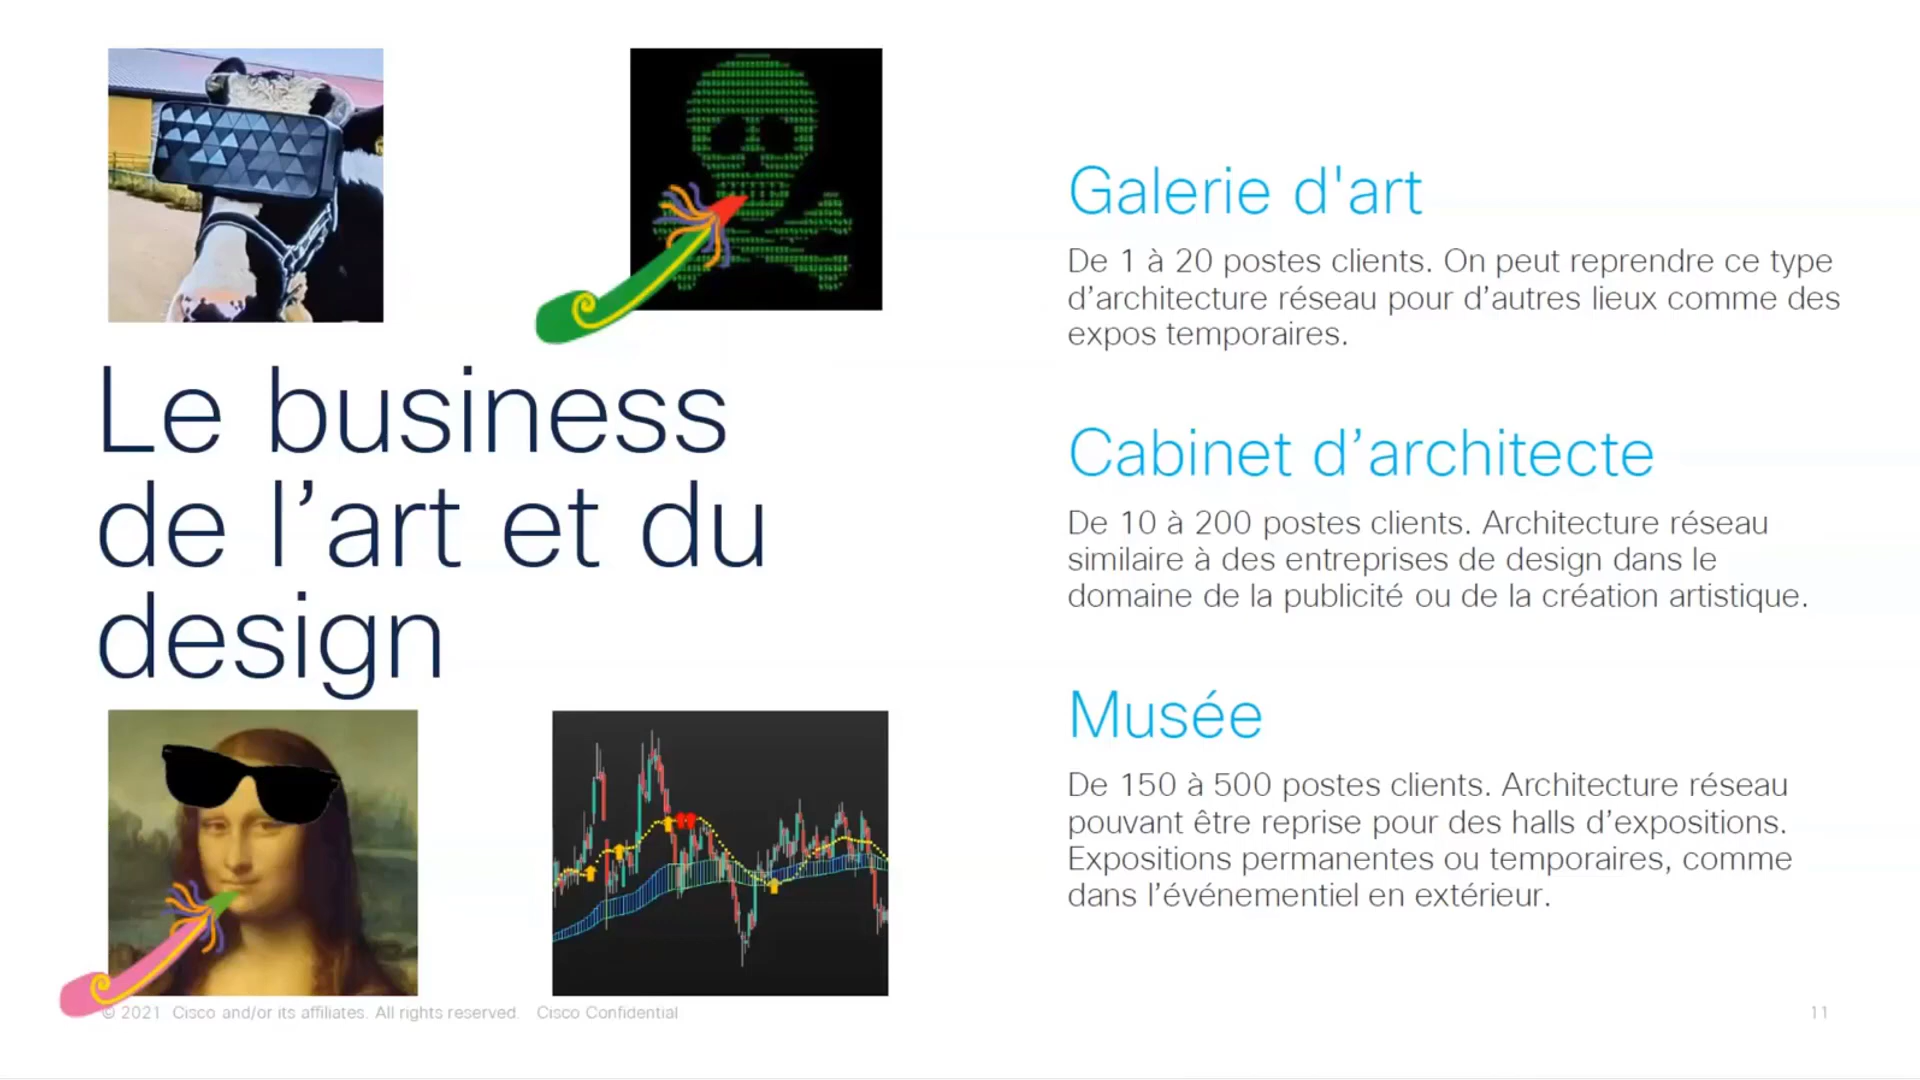 Le business
de l’art et du
design
Galerie d'art
De 1 à 20 postes clients. On peut reprendre ce type
d’architecture réseau pour d’autres lieux comme des
expos temporaires.
Cabinet d’architecte
De 10 à 200 postes clients. Architecture réseau
similaire à des entreprises de design dans le
domaine de la publicité ou de la création artistique.
Musée
De 150 à 500 postes clients. Architecture réseau
pouvant être reprise pour des halls d’expositions.
Expositions permanentes ou temporaires, comme
dans l’événementiel en extérieur.
© 2021 Cisco and/or its affiliates. All rights reserved. Cisco Confidential
11